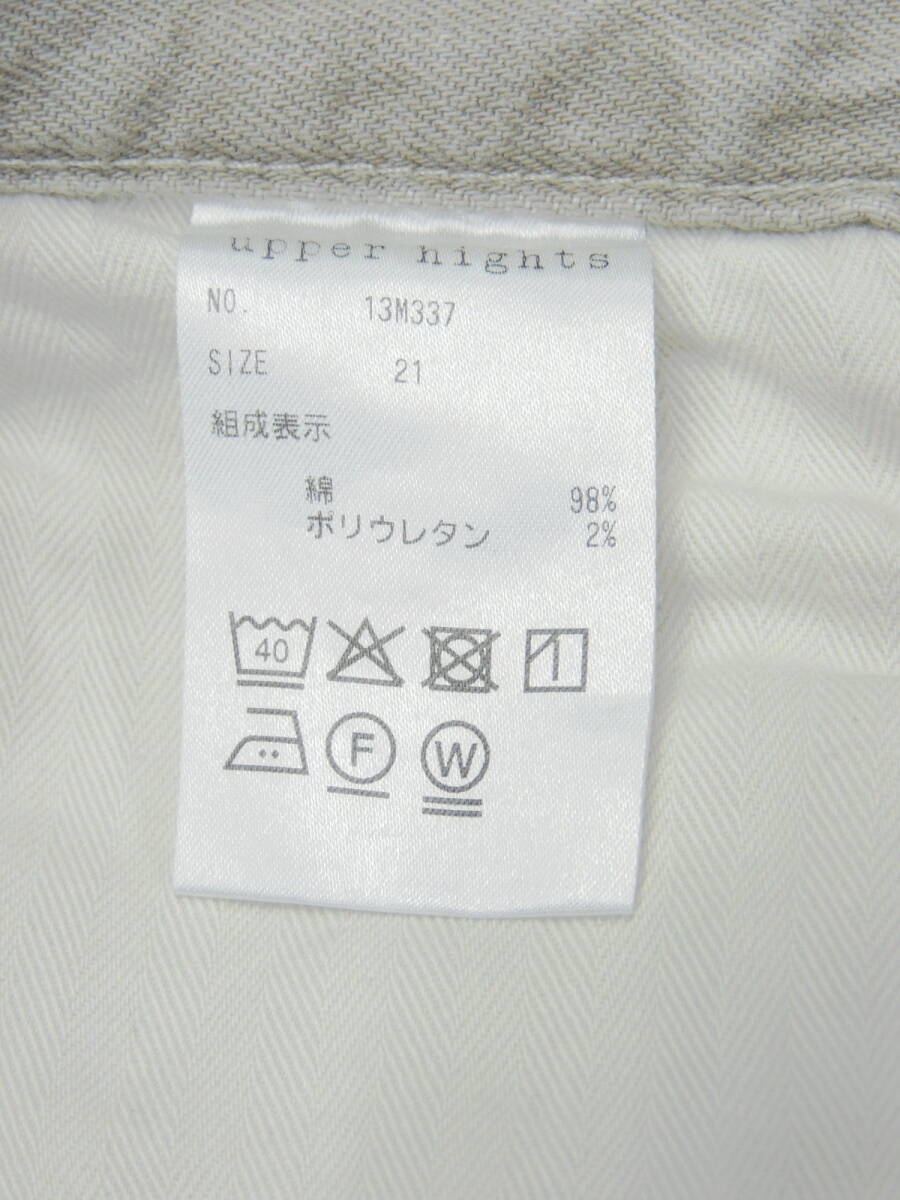 upper hights
NO. 13M337
SIZE 21
組成表示
綿 98%
ポリウレタン 2%
40
F
W